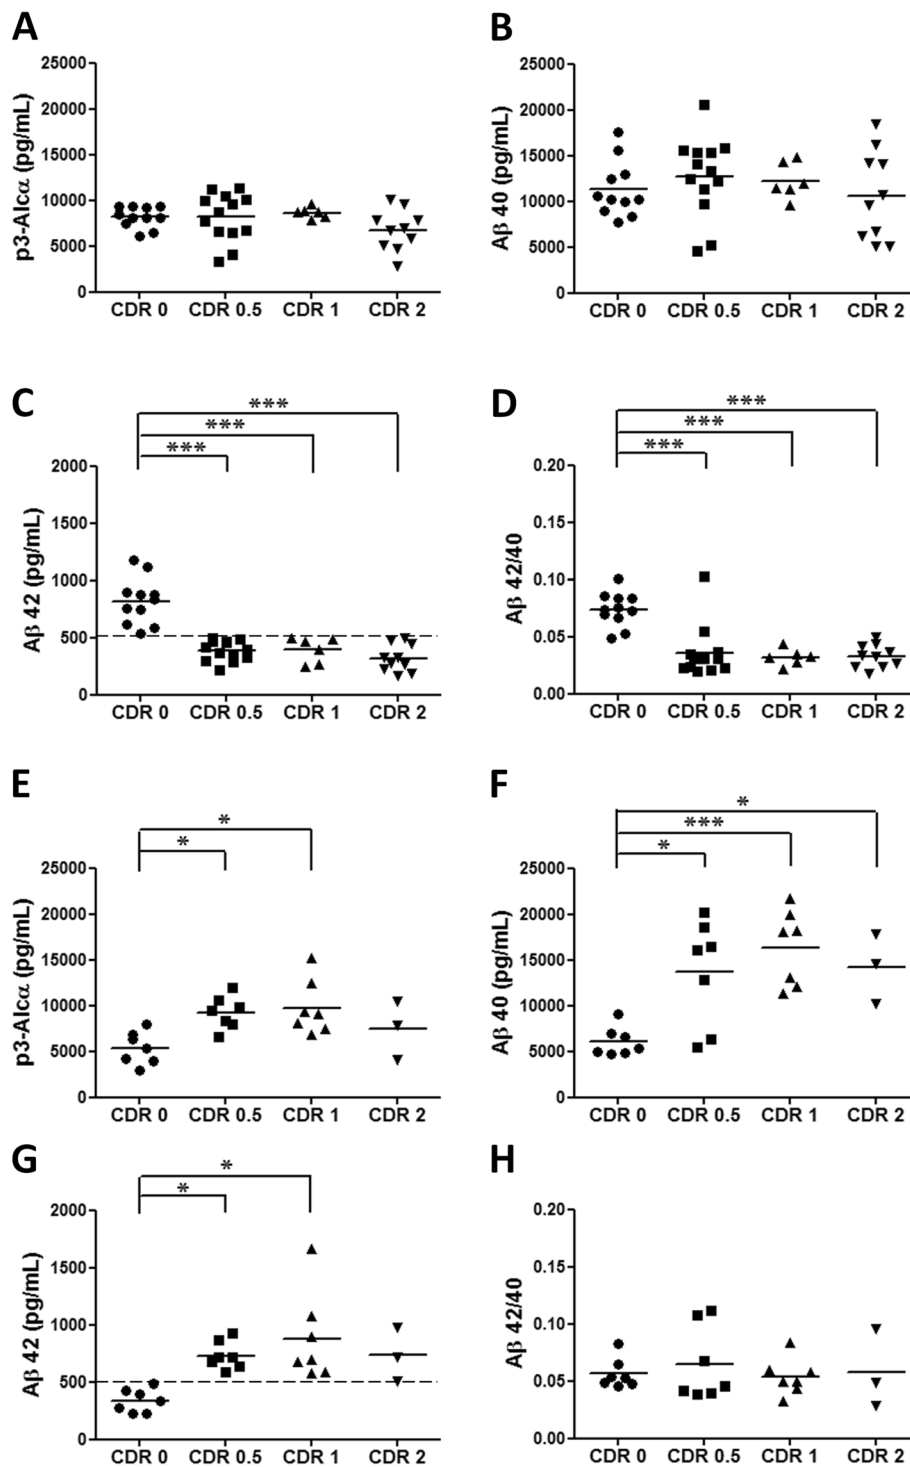 A
B
25000
20000
15000
10000
5000
0
p3-Alcα (pg/mL)
CDR 0 CDR 0.5 CDR 1 CDR 2
25000
20000
15000
10000
5000
0
Aβ 40 (pg/mL)
CDR 0 CDR 0.5 CDR 1 CDR 2
C
D
***
***
***
2000
1500
1000
500
0
Aβ 42 (pg/mL)
CDR 0 CDR 0.5 CDR 1 CDR 2
***
***
***
0.20
0.15
0.10
0.05
0.00
Aβ 42/40
CDR 0 CDR 0.5 CDR 1 CDR 2
E
F
*
*
25000
20000
15000
10000
5000
0
p3-Alcα (pg/mL)
CDR 0 CDR 0.5 CDR 1 CDR 2
*
***
*
25000
20000
15000
10000
5000
0
Aβ 40 (pg/mL)
CDR 0 CDR 0.5 CDR 1 CDR 2
G
H
*
*
2000
1500
1000
500
0
Aβ 42 (pg/mL)
CDR 0 CDR 0.5 CDR 1 CDR 2
0.20
0.15
0.10
0.05
0.00
Aβ 42/40
CDR 0 CDR 0.5 CDR 1 CDR 2